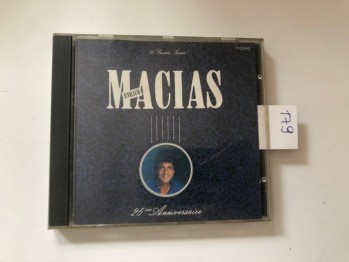 20 Grands Succès
MACIAS
ENRICO
25ème Anniversaire
179